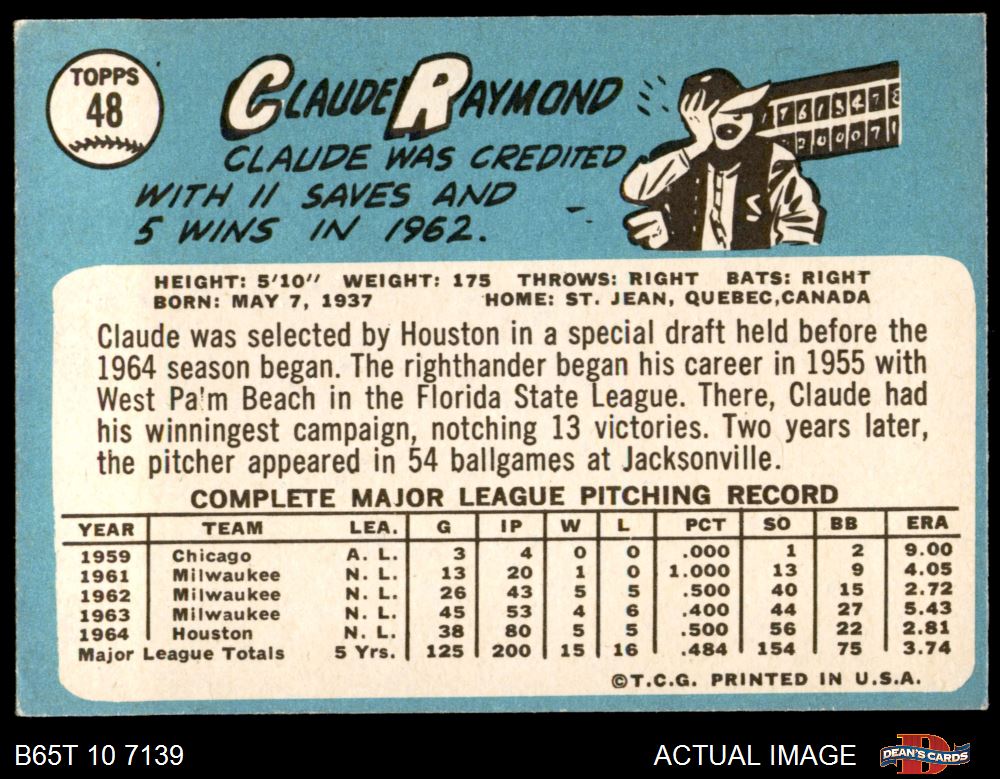 TOPPS
48
CLAUDE RAYMOND
CLAUDE WAS CREDITED
WITH 11 SAVES AND
5 WINS IN 1962.
HEIGHT: 5'10" WEIGHT: 175 THROWS: RIGHT BATS: RIGHT
BORN: MAY 7, 1937 HOME: ST. JEAN, QUEBEC, CANADA
Claude was selected by Houston in a special draft held before the
1964 season began. The righthander began his career in 1955 with
West Pa'm Beach in the Florida State League. There, Claude had
his winningest campaign, notching 13 victories. Two years later,
the pitcher appeared in 54 ballgames at Jacksonville.
COMPLETE MAJOR LEAGUE PITCHING RECORD
YEAR TEAM LEA. G IP W L PCT SO BB ERA
1959 Chicago A. L. 3 4 0 0 .000 1 2 9.00
1961 Milwaukee N. L. 13 20 1 0 1.000 13 9 4.05
1962 Milwaukee N. L. 26 43 5 5 .500 40 15 2.72
1963 Milwaukee N. L. 45 53 4 6 .400 44 27 5.43
1964 Houston N. L. 38 80 5 5 .500 56 22 2.81
Major League Totals 5 Yrs. 125 200 15 16 .484 154 75 3.74
©T.C.G. PRINTED IN U.S.A.
B65T 10 7139 ACTUAL IMAGE DEAN'S CARDS